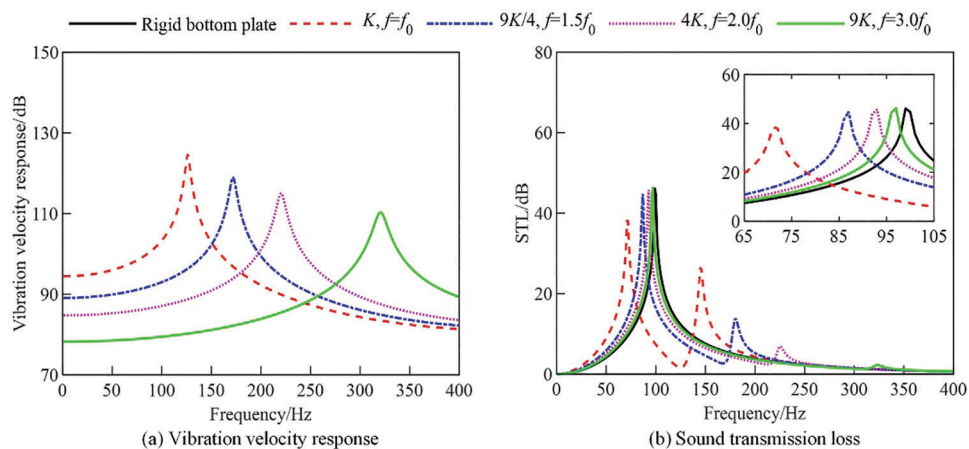 Rigid bottom plate K, f=f0 9K/4, f=1.5f0 4K, f=2.0f0 9K, f=3.0f0
Vibration velocity response/dB
150
130
110
90
70
0 50 100 150 200 250 300 350 400
Frequency/Hz
(a) Vibration velocity response
STL/dB
80
60
40
20
0
0 50 100 150 200 250 300 350 400
Frequency/Hz
60
40
20
0
65 75 85 95 105
(b) Sound transmission loss